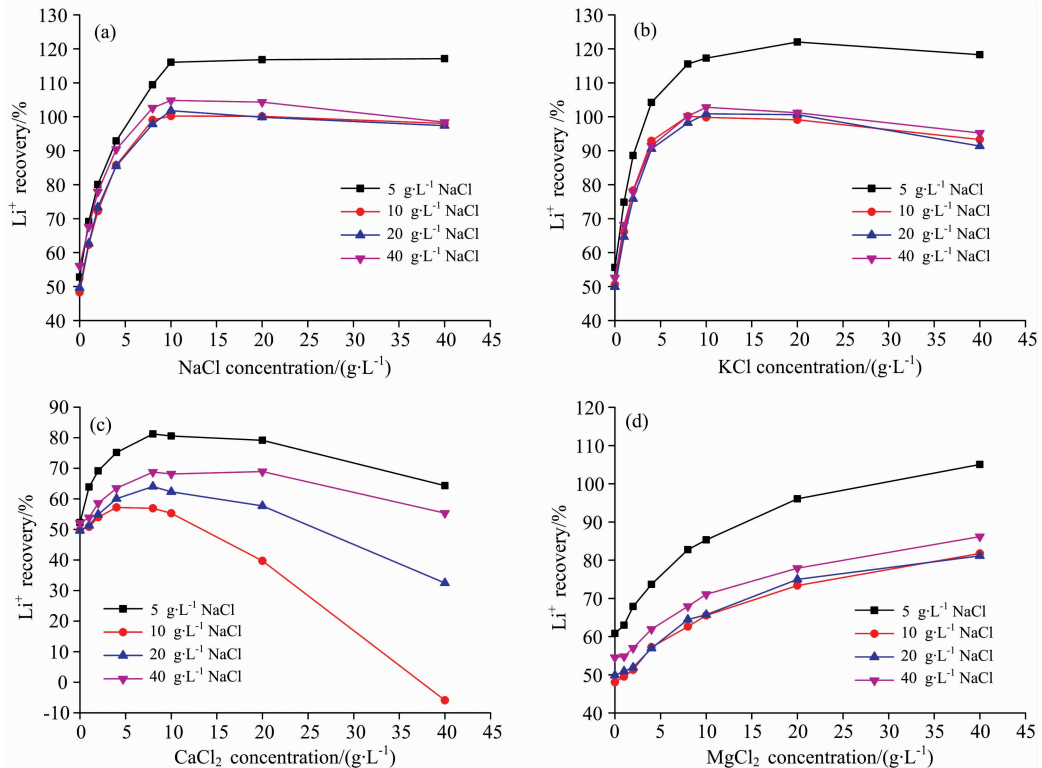 (a)
Li⁺ recovery/%
130
120
110
100
90
80
70
60
50
40
5 g·L⁻¹ NaCl
10 g·L⁻¹ NaCl
20 g·L⁻¹ NaCl
40 g·L⁻¹ NaCl
0 5 10 15 20 25 30 35 40 45
NaCl concentration/(g·L⁻¹)
(b)
Li⁺ recovery/%
130
120
110
100
90
80
70
60
50
40
5 g·L⁻¹ NaCl
10 g·L⁻¹ NaCl
20 g·L⁻¹ NaCl
40 g·L⁻¹ NaCl
0 5 10 15 20 25 30 35 40 45
KCl concentration/(g·L⁻¹)
(c)
Li⁺ recovery/%
90
80
70
60
50
40
30
20
10
0
-10
5 g·L⁻¹ NaCl
10 g·L⁻¹ NaCl
20 g·L⁻¹ NaCl
40 g·L⁻¹ NaCl
0 5 10 15 20 25 30 35 40 45
CaCl₂ concentration/(g·L⁻¹)
(d)
Li⁺ recovery/%
120
110
100
90
80
70
60
50
40
5 g·L⁻¹ NaCl
10 g·L⁻¹ NaCl
20 g·L⁻¹ NaCl
40 g·L⁻¹ NaCl
0 5 10 15 20 25 30 35 40 45
MgCl₂ concentration/(g·L⁻¹)